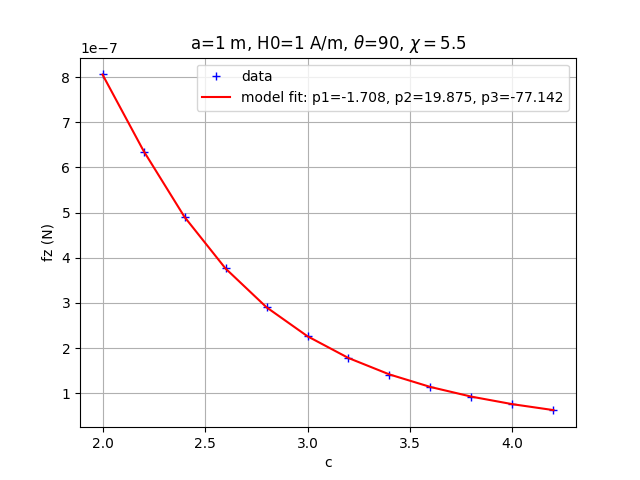 a=1 m, H0=1 A/m, θ=90, χ = 5.5
1e−7
data
model fit: p1=-1.708, p2=19.875, p3=-77.142
8
7
6
5
4
3
2
1
fz (N)
2.0 2.5 3.0 3.5 4.0
c